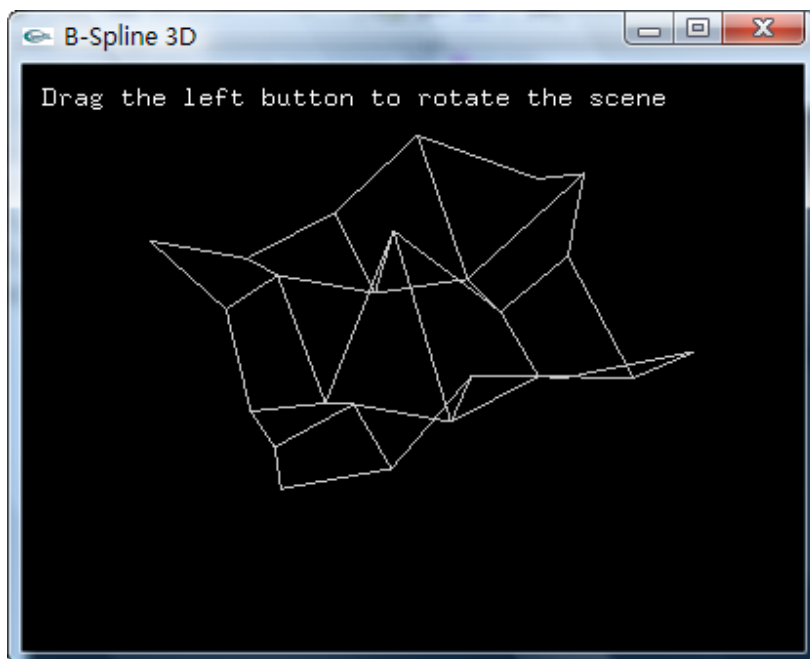 B-Spline 3D
Drag the left button to rotate the scene